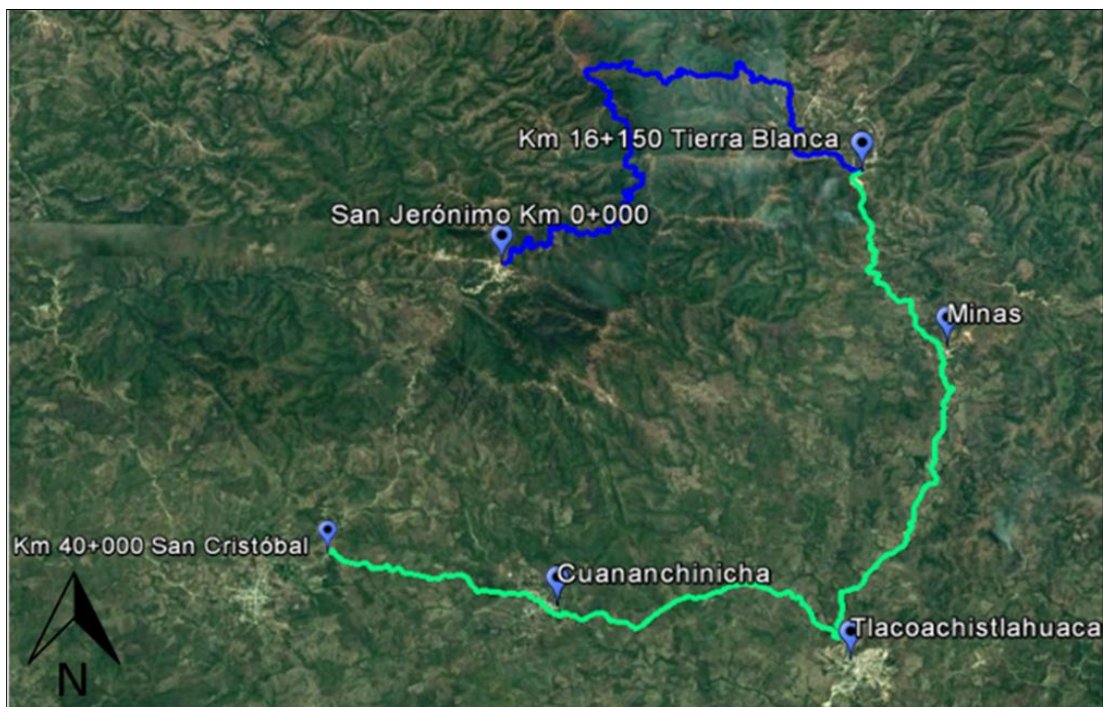 Km 16+150 Tierra Blanca
San Jerónimo Km 0+000
Minas
Km 40+000 San Cristóbal
Cuananchinicha
Tlacoachistlahuaca
N